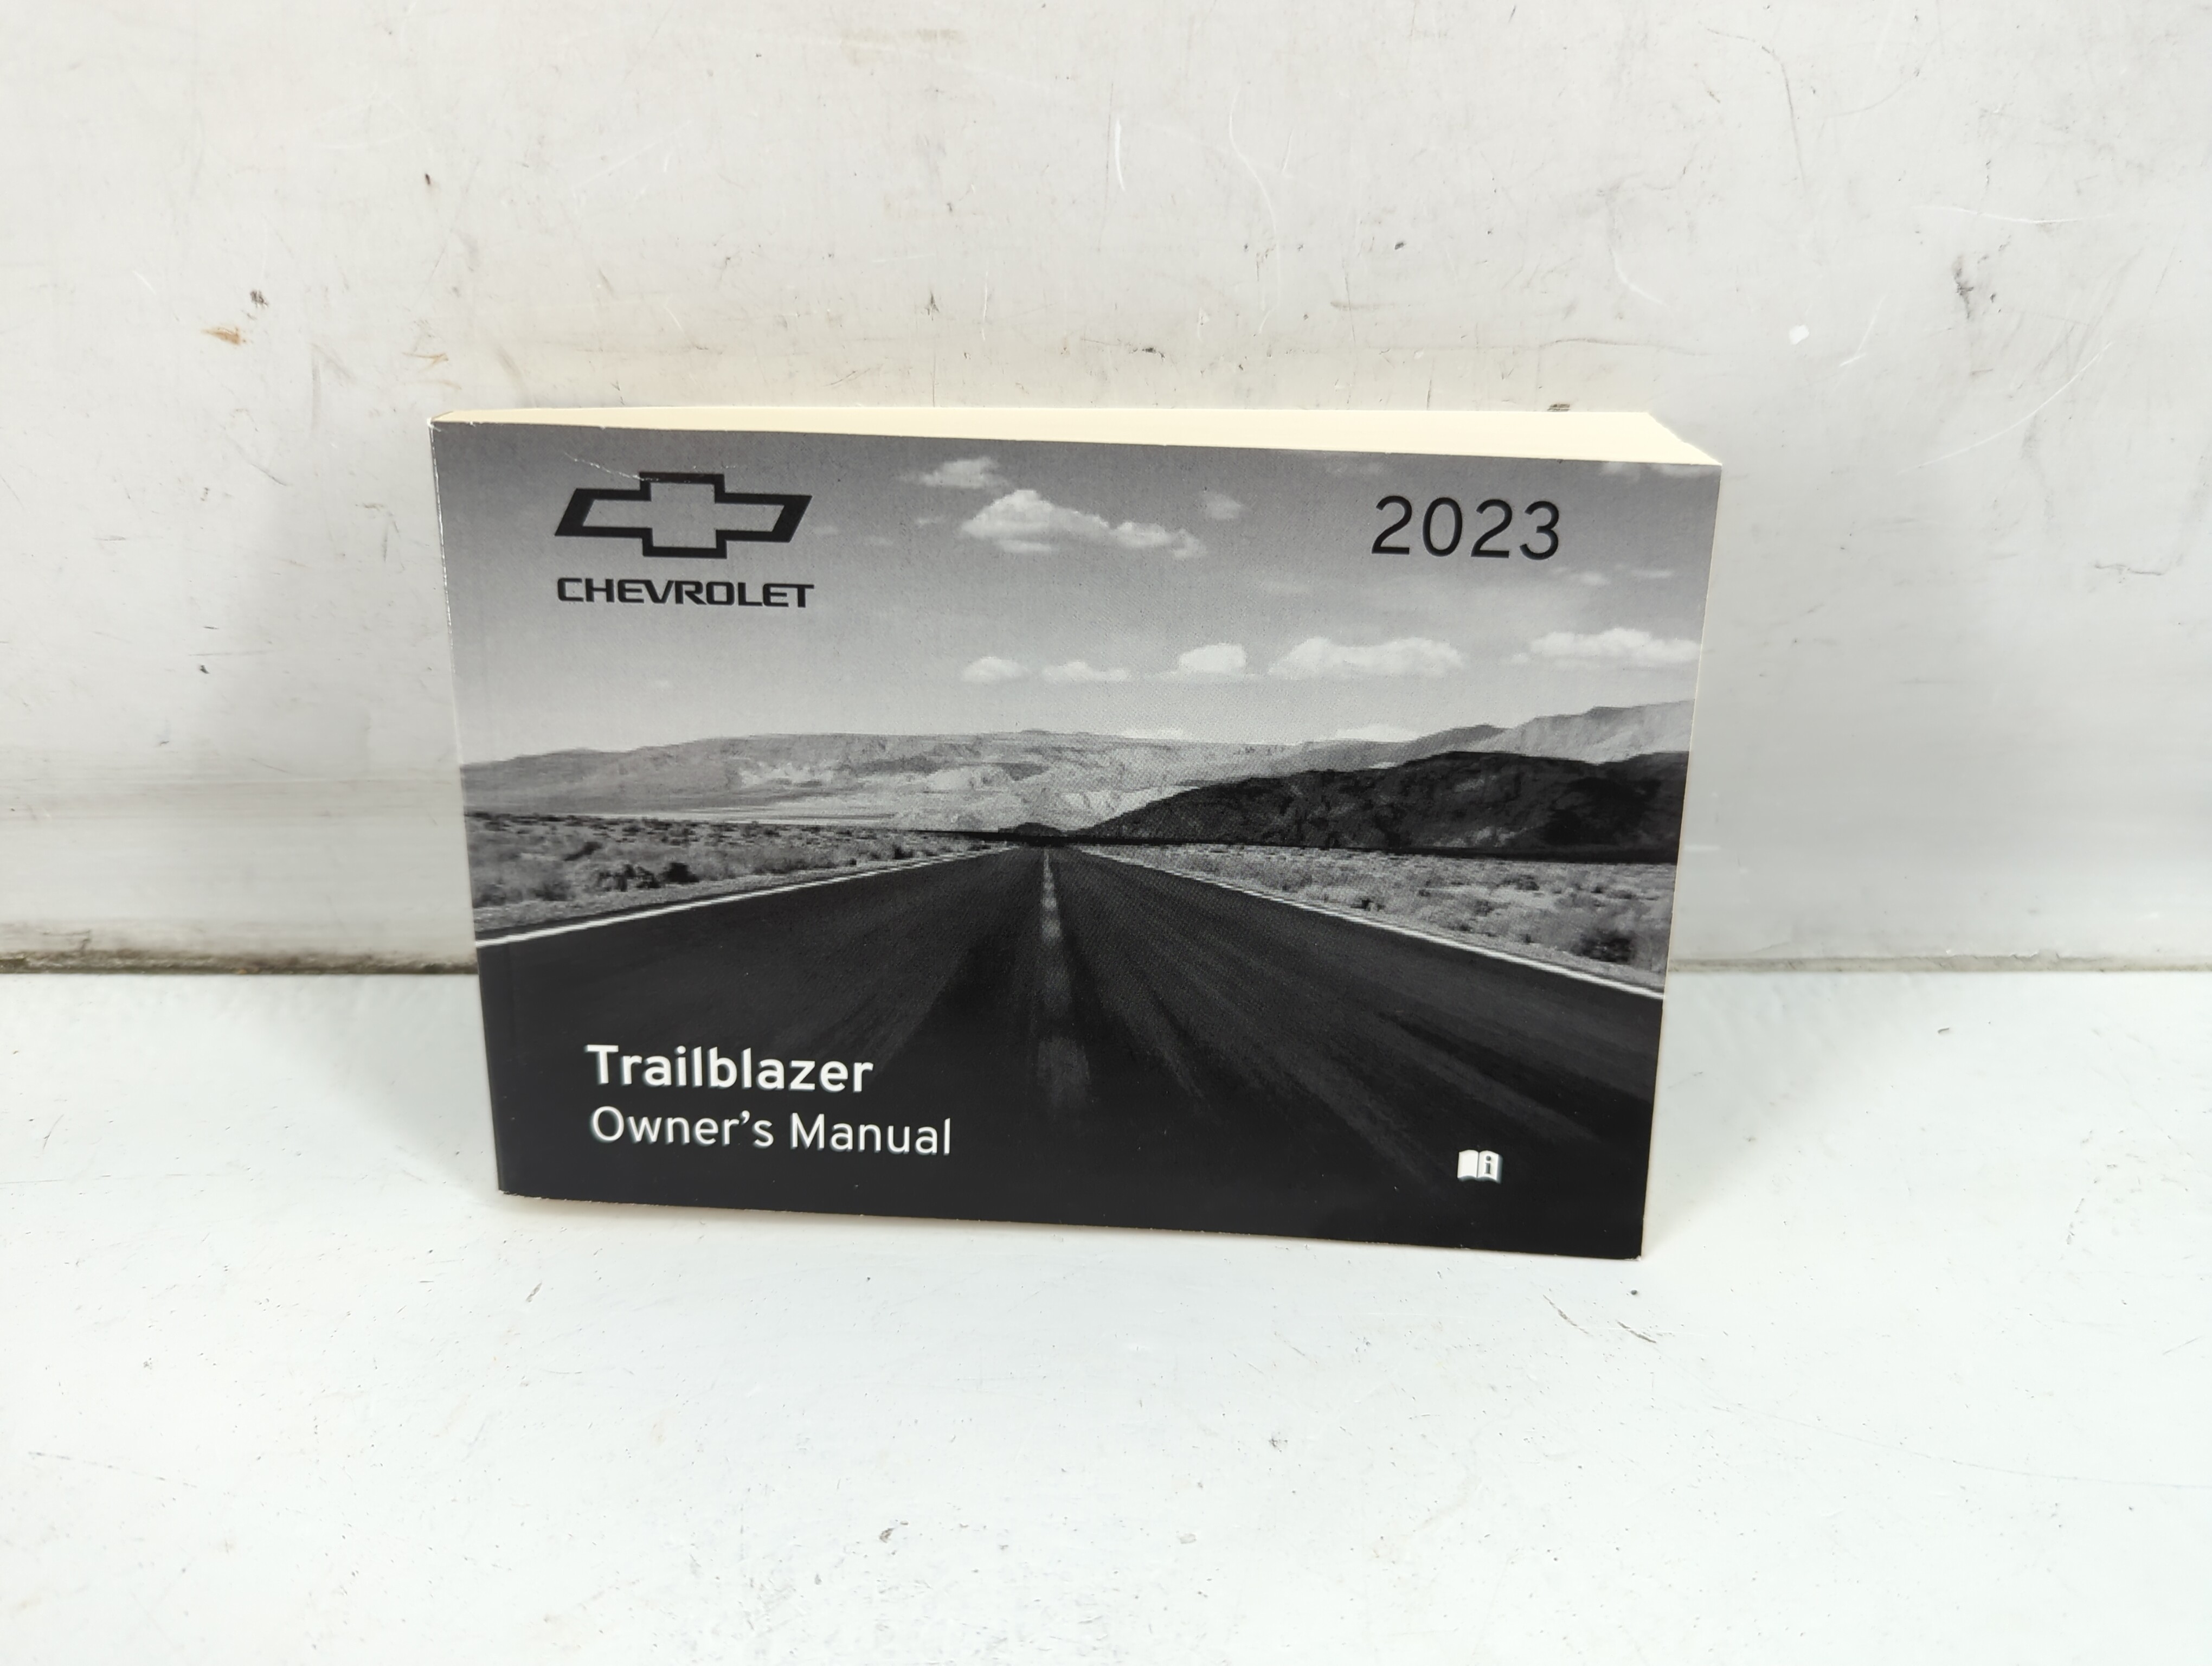 CHEVROLET
2023
Trailblazer
Owner's Manual